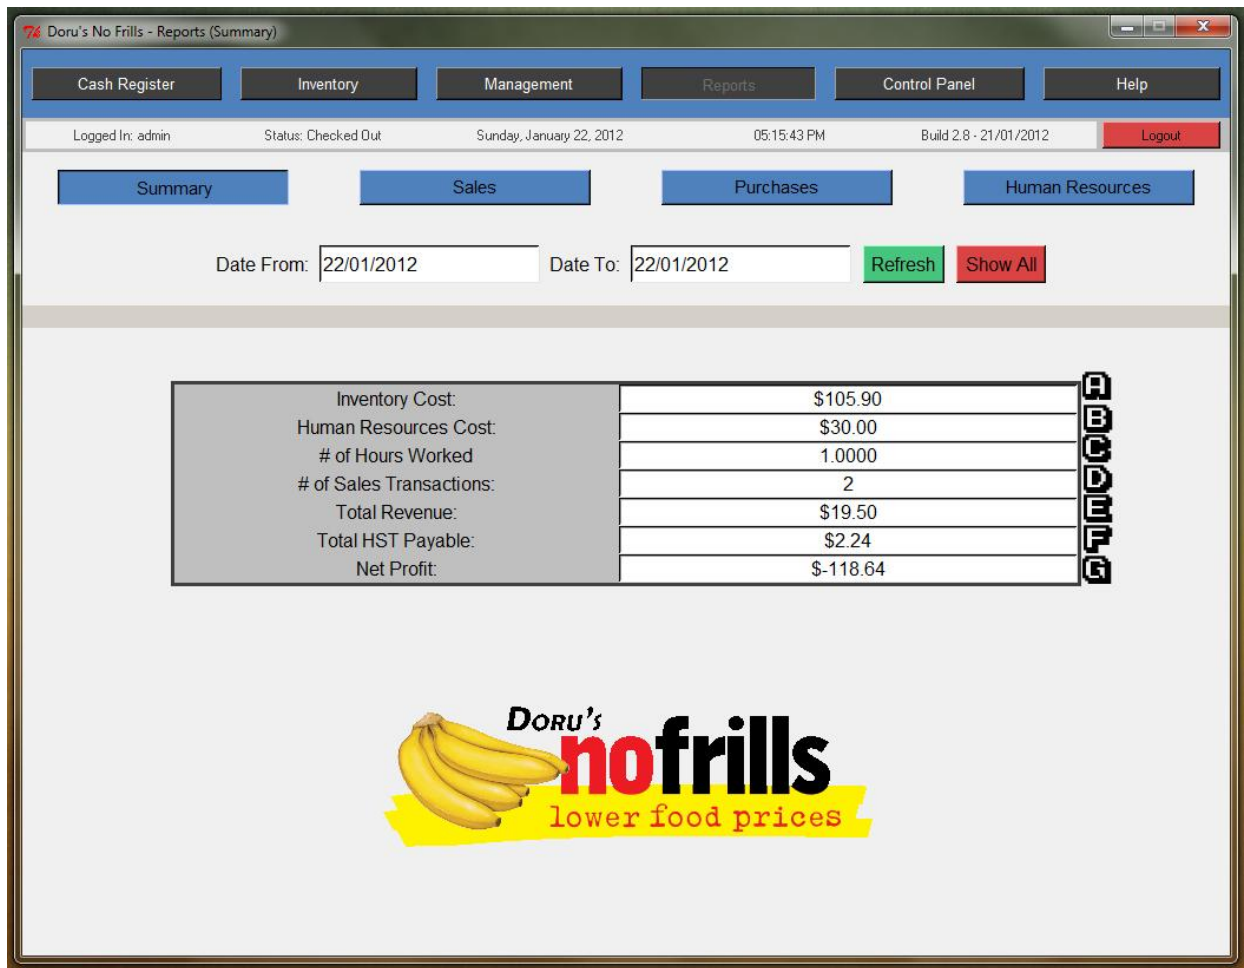 Doru's No Frills - Reports (Summary)
Cash Register Inventory Management Reports Control Panel Help
Logged In: admin Status: Checked Out Sunday, January 22, 2012 05:15:43 PM Build 2.8 - 21/01/2012 Logout
Summary Sales Purchases Human Resources
Date From: 22/01/2012 Date To: 22/01/2012 Refresh Show All
Inventory Cost: $105.90 A
Human Resources Cost: $30.00 B
# of Hours Worked 1.0000 C
# of Sales Transactions: 2 D
Total Revenue: $19.50 E
Total HST Payable: $2.24 F
Net Profit: $-118.64 G
DORU'S
nofrills
lower food prices